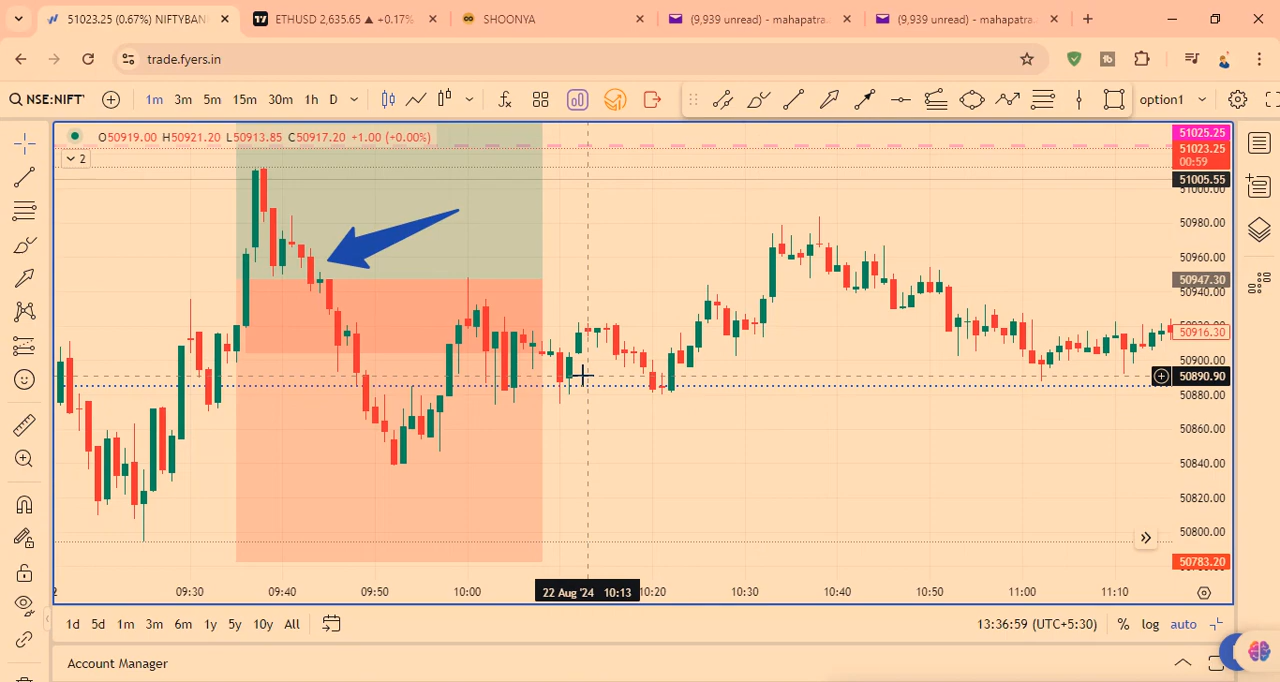 51023.25 (0.67%) NIFTYBAN
ETHUSD 2,635.65 ▲ +0.17%
SHOONYA
(9,939 unread) - mahapatra.
(9,939 unread) - mahapatra.
trade.fyers.in
NSE:NIFT'
1m 3m 5m 15m 30m 1h D
option1
O50919.00 H50921.20 L50913.85 C50917.20 +1.00 (+0.00%)
2
51025.25
51023.25
00:59
51005.55
51000.00
50980.00
50960.00
50947.30
50940.00
50916.30
50900.00
50890.90
50880.00
50860.00
50840.00
50820.00
50800.00
50783.20
2 09:30 09:40 09:50 10:00 22 Aug '24 10:13 10:20 10:30 10:40 10:50 11:00 11:10
1d 5d 1m 3m 6m 1y 5y 10y All
13:36:59 (UTC+5:30) % log auto
Account Manager